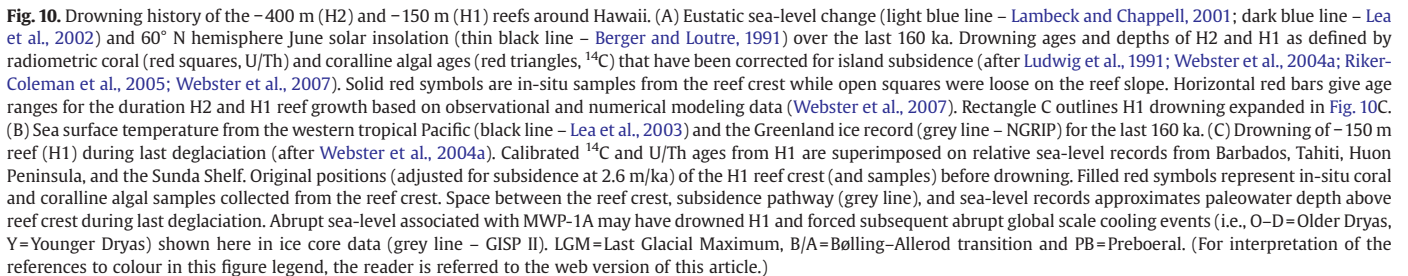 Fig. 10. Drowning history of the −400 m (H2) and −150 m (H1) reefs around Hawaii. (A) Eustatic sea-level change (light blue line – Lambeck and Chappell, 2001; dark blue line – Lea
et al., 2002) and 60° N hemisphere June solar insolation (thin black line – Berger and Loutre, 1991) over the last 160 ka. Drowning ages and depths of H2 and H1 as defined by
radiometric coral (red squares, U/Th) and coralline algal ages (red triangles, ¹⁴C) that have been corrected for island subsidence (after Ludwig et al., 1991; Webster et al., 2004a; Riker-
Coleman et al., 2005; Webster et al., 2007). Solid red symbols are in-situ samples from the reef crest while open squares were loose on the reef slope. Horizontal red bars give age
ranges for the duration H2 and H1 reef growth based on observational and numerical modeling data (Webster et al., 2007). Rectangle C outlines H1 drowning expanded in Fig. 10C.
(B) Sea surface temperature from the western tropical Pacific (black line – Lea et al., 2003) and the Greenland ice record (grey line – NGRIP) for the last 160 ka. (C) Drowning of −150 m
reef (H1) during last deglaciation (after Webster et al., 2004a). Calibrated ¹⁴C and U/Th ages from H1 are superimposed on relative sea-level records from Barbados, Tahiti, Huon
Peninsula, and the Sunda Shelf. Original positions (adjusted for subsidence at 2.6 m/ka) of the H1 reef crest (and samples) before drowning. Filled red symbols represent in-situ coral
and coralline algal samples collected from the reef crest. Space between the reef crest, subsidence pathway (grey line), and sea-level records approximates paleowater depth above
reef crest during last deglaciation. Abrupt sea-level associated with MWP-1A may have drowned H1 and forced subsequent abrupt global scale cooling events (i.e., O–D=Older Dryas,
Y=Younger Dryas) shown here in ice core data (grey line – GISP II). LGM=Last Glacial Maximum, B/A=Bølling–Allerod transition and PB=Preboeral. (For interpretation of the
references to colour in this figure legend, the reader is referred to the web version of this article.)